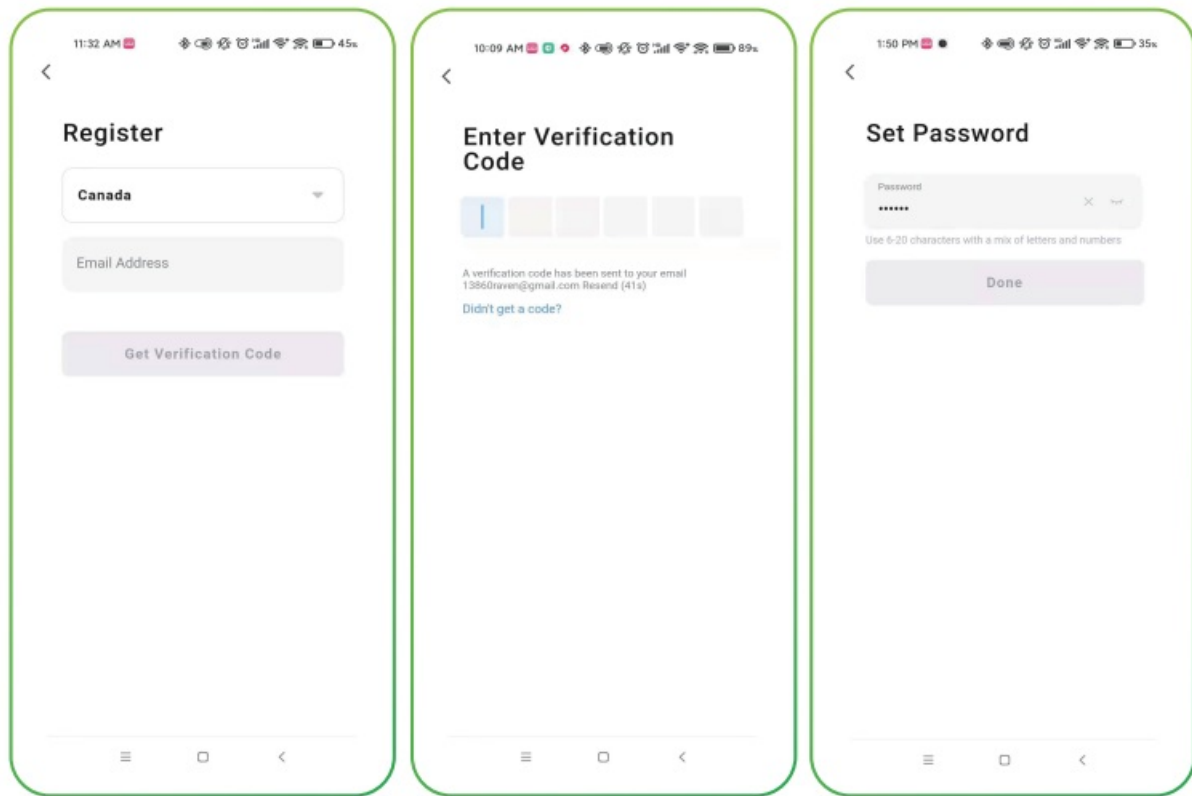 11:32 AM
45%
Register
Canada
Email Address
Get Verification Code
10:09 AM
89%
Enter Verification
Code
A verification code has been sent to your email
13860raven@gmail.com Resend (41s)
Didn't get a code?
1:50 PM
35%
Set Password
Password
••••••
Use 6-20 characters with a mix of letters and numbers
Done